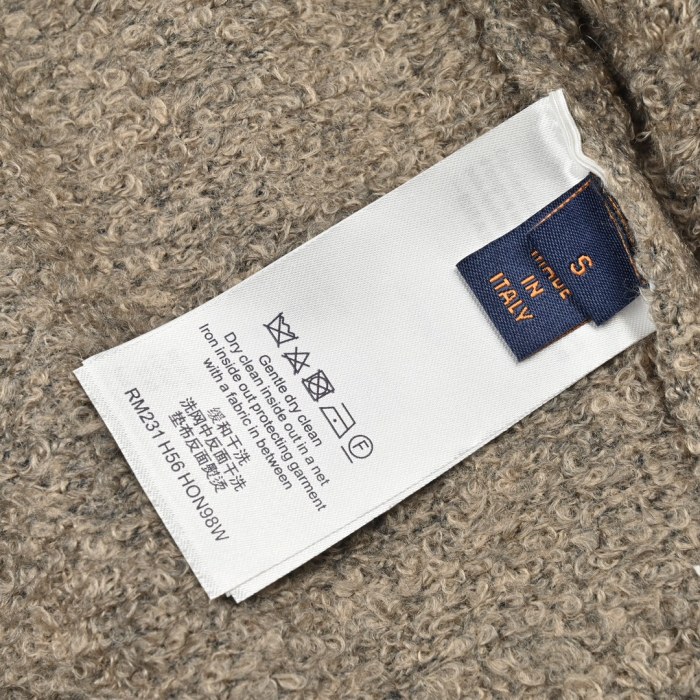 S
MADE
IN
ITALY
F
Gentle dry clean
Dry clean inside out in a net
Iron inside out protecting garment
with a fabric in between
缓和干洗
洗网中反面干洗
垫布反面熨烫
RM231 H56 HON98W